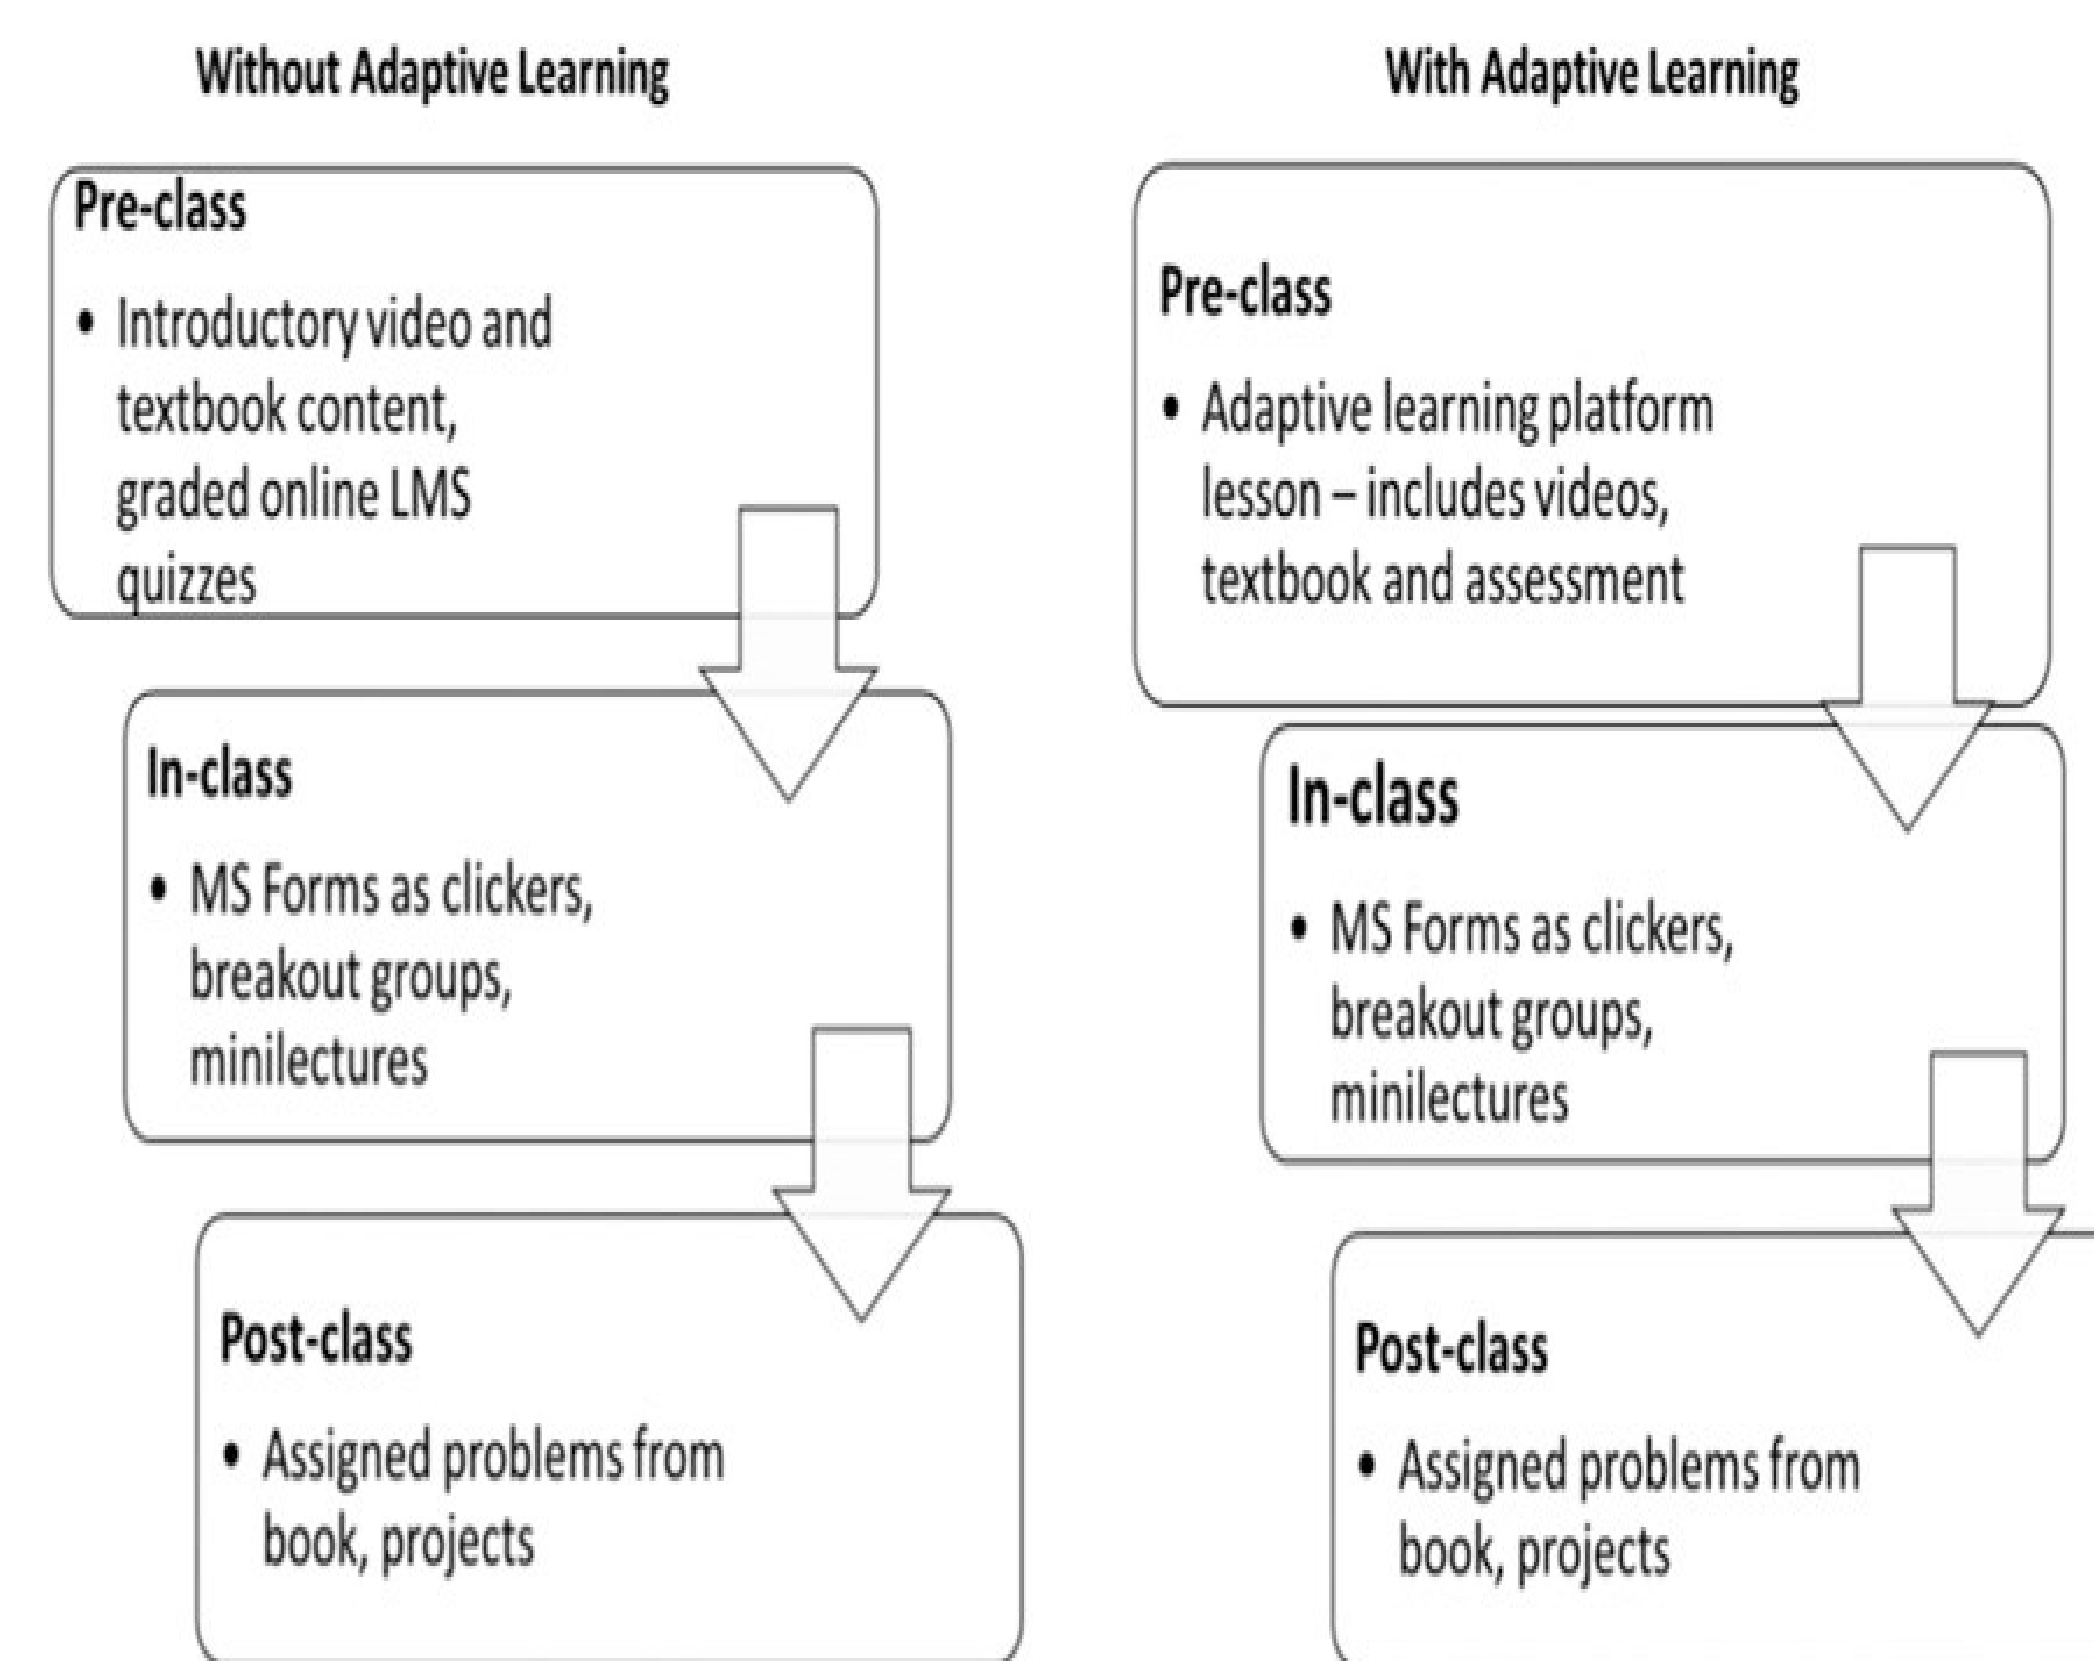 Without Adaptive Learning
Pre-class
• Introductory video and
textbook content,
graded online LMS
quizzes
In-class
• MS Forms as clickers,
breakout groups,
minilectures
Post-class
• Assigned problems from
book, projects
With Adaptive Learning
Pre-class
• Adaptive learning platform
lesson – includes videos,
textbook and assessment
In-class
• MS Forms as clickers,
breakout groups,
minilectures
Post-class
• Assigned problems from
book, projects